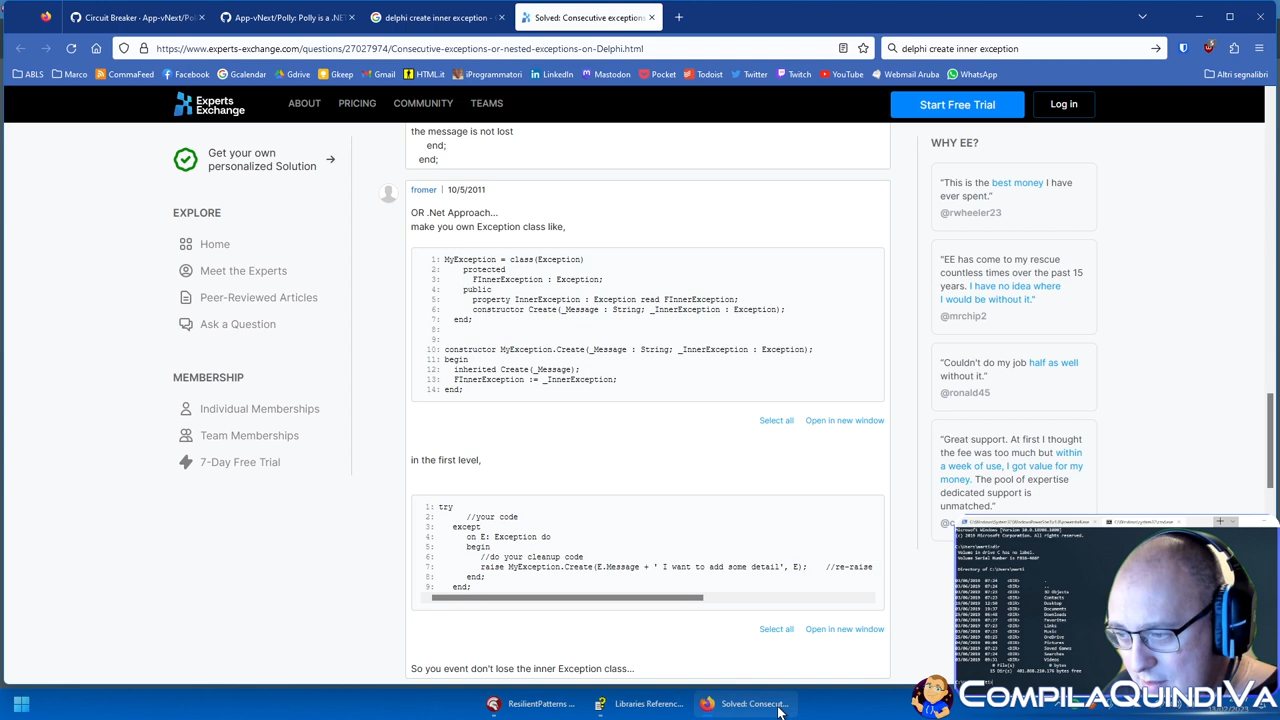 Circuit Breaker · App-vNext/Pol
App-vNext/Polly: Polly is a .NET
delphi create inner exception -
Solved: Consecutive exceptions
https://www.experts-exchange.com/questions/27027974/Consecutive-exceptions-or-nested-exceptions-on-Delphi.html
delphi create inner exception
ABLS Marco CommaFeed Facebook Gcalendar Gdrive Gkeep Gmail HTML.it iProgrammatori LinkedIn Mastodon Pocket Todoist Twitter Twitch YouTube Webmail Aruba WhatsApp Altri segnalibri
Experts Exchange
ABOUT PRICING COMMUNITY TEAMS
Start Free Trial
Log in
Get your own
personalized Solution
EXPLORE
Home
Meet the Experts
Peer-Reviewed Articles
Ask a Question
MEMBERSHIP
Individual Memberships
Team Memberships
7-Day Free Trial
the message is not lost
end;
end;
fromer | 10/5/2011
OR .Net Approach...
make you own Exception class like,
1: MyException = class(Exception)
2: protected
3: FInnerException : Exception;
4: public
5: property InnerException : Exception read FInnerException;
6: constructor Create(_Message : String; _InnerException : Exception);
7: end;
8:
9:
10: constructor MyException.Create(_Message : String; _InnerException : Exception);
11: begin
12: inherited Create(_Message);
13: FInnerException := _InnerException;
14: end;
Select all Open in new window
in the first level,
1: try
2: //your code
3: except
4: on E: Exception do
5: begin
6: //do your cleanup code
7: raise MyException.Create(E.Message + ' I want to add some detail', E); //re-raise
8: end;
9: end;
Select all Open in new window
So you event don't lose the inner Exception class...
WHY EE?
"This is the best money I have
ever spent."
@rwheeler23
"EE has come to my rescue
countless times over the past 15
years. I have no idea where
I would be without it."
@mrchip2
"Couldn't do my job half as well
without it."
@ronald45
"Great support. At first I thought
the fee was too much but within
a week of use, I got value for my
money. The pool of expertise
dedicated support is
unmatched."
CompilaQuindiVa
ResilientPatterns ...
Libraries Referenc...
Solved: Consecut...